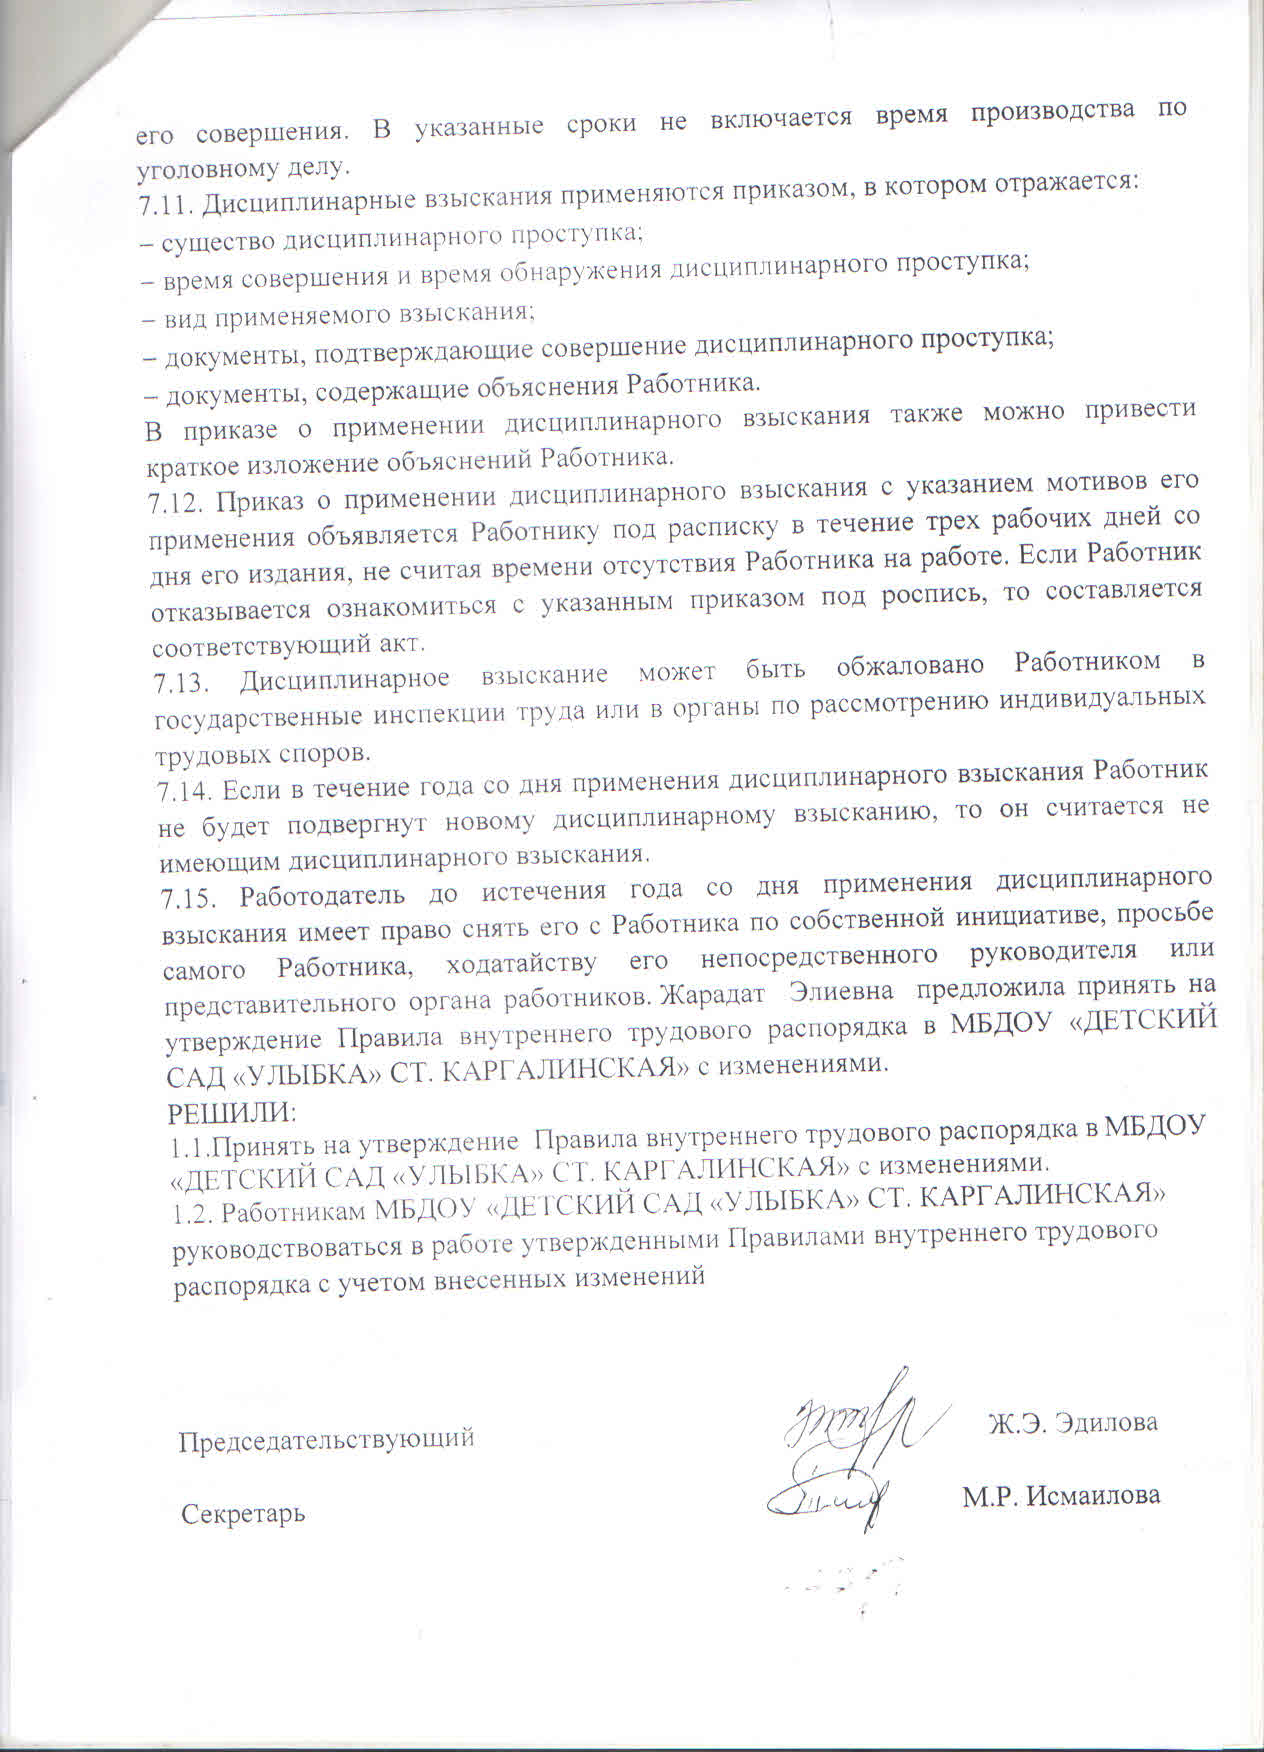 его совершения. В указанные сроки не включается время производства по
уголовному делу.
7.11. Дисциплинарные взыскания применяются приказом, в котором отражается:
– существо дисциплинарного проступка;
– время совершения и время обнаружения дисциплинарного проступка;
– вид применяемого взыскания;
– документы, подтверждающие совершение дисциплинарного проступка;
– документы, содержащие объяснения Работника.
В приказе о применении дисциплинарного взыскания также можно привести
краткое изложение объяснений Работника.
7.12. Приказ о применении дисциплинарного взыскания с указанием мотивов его
применения объявляется Работнику под расписку в течение трех рабочих дней со
дня его издания, не считая времени отсутствия Работника на работе. Если Работник
отказывается ознакомиться с указанным приказом под роспись, то составляется
соответствующий акт.
7.13. Дисциплинарное взыскание может быть обжаловано Работником в
государственные инспекции труда или в органы по рассмотрению индивидуальных
трудовых споров.
7.14. Если в течение года со дня применения дисциплинарного взыскания Работник
не будет подвергнут новому дисциплинарному взысканию, то он считается не
имеющим дисциплинарного взыскания.
7.15. Работодатель до истечения года со дня применения дисциплинарного
взыскания имеет право снять его с Работника по собственной инициативе, просьбе
самого Работника, ходатайству его непосредственного руководителя или
представительного органа работников. Жарадат Элиевна предложила принять на
утверждение Правила внутреннего трудового распорядка в МБДОУ «ДЕТСКИЙ
САД «УЛЫБКА» СТ. КАРГАЛИНСКАЯ» с изменениями.
РЕШИЛИ:
1.1.Принять на утверждение Правила внутреннего трудового распорядка в МБДОУ
«ДЕТСКИЙ САД «УЛЫБКА» СТ. КАРГАЛИНСКАЯ» с изменениями.
1.2. Работникам МБДОУ «ДЕТСКИЙ САД «УЛЫБКА» СТ. КАРГАЛИНСКАЯ»
руководствоваться в работе утвержденными Правилами внутреннего трудового
распорядка с учетом внесенных изменений
Председательствующий Ж.Э. Эдилова
Секретарь М.Р. Исмаилова